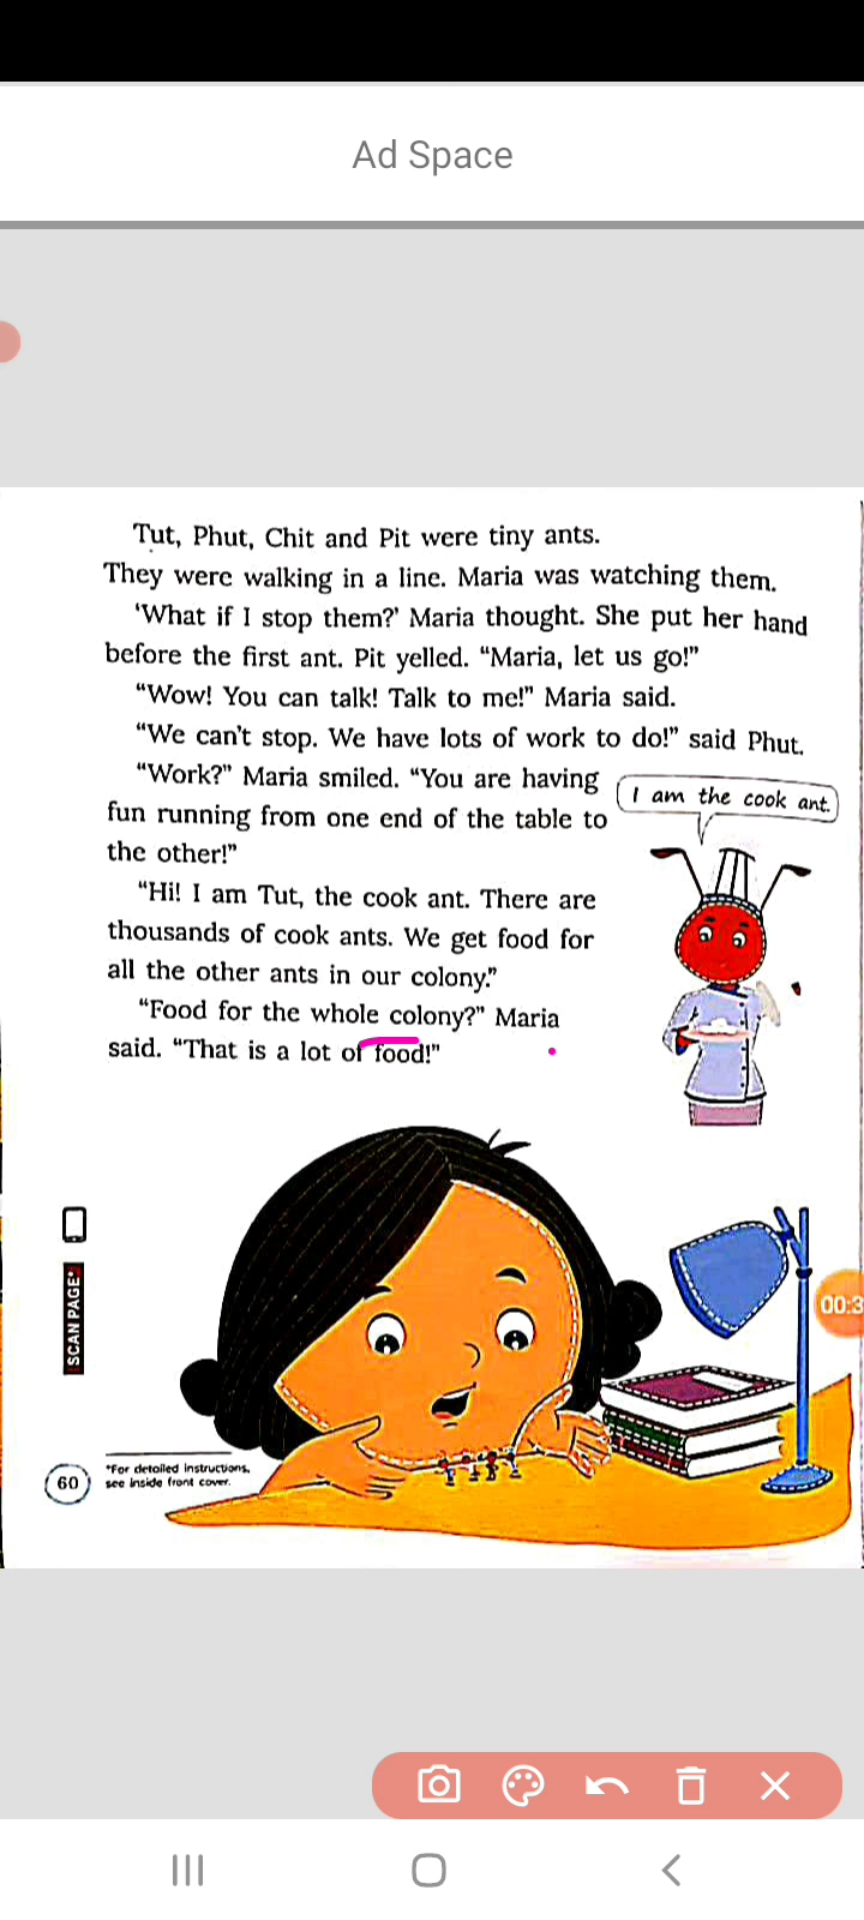 Ad Space
Tut, Phut, Chit and Pit were tiny ants.
They were walking in a line. Maria was watching them.
‘What if I stop them?’ Maria thought. She put her hand
before the first ant. Pit yelled. “Maria, let us go!”
“Wow! You can talk! Talk to me!” Maria said.
“We can’t stop. We have lots of work to do!” said Phut.
“Work?” Maria smiled. “You are having
fun running from one end of the table to
the other!”
I am the cook ant.
“Hi! I am Tut, the cook ant. There are
thousands of cook ants. We get food for
all the other ants in our colony.”
“Food for the whole colony?” Maria
said. “That is a lot of food!”
SCAN PAGE*
00:3
*For detailed instructions,
see inside front cover.
60